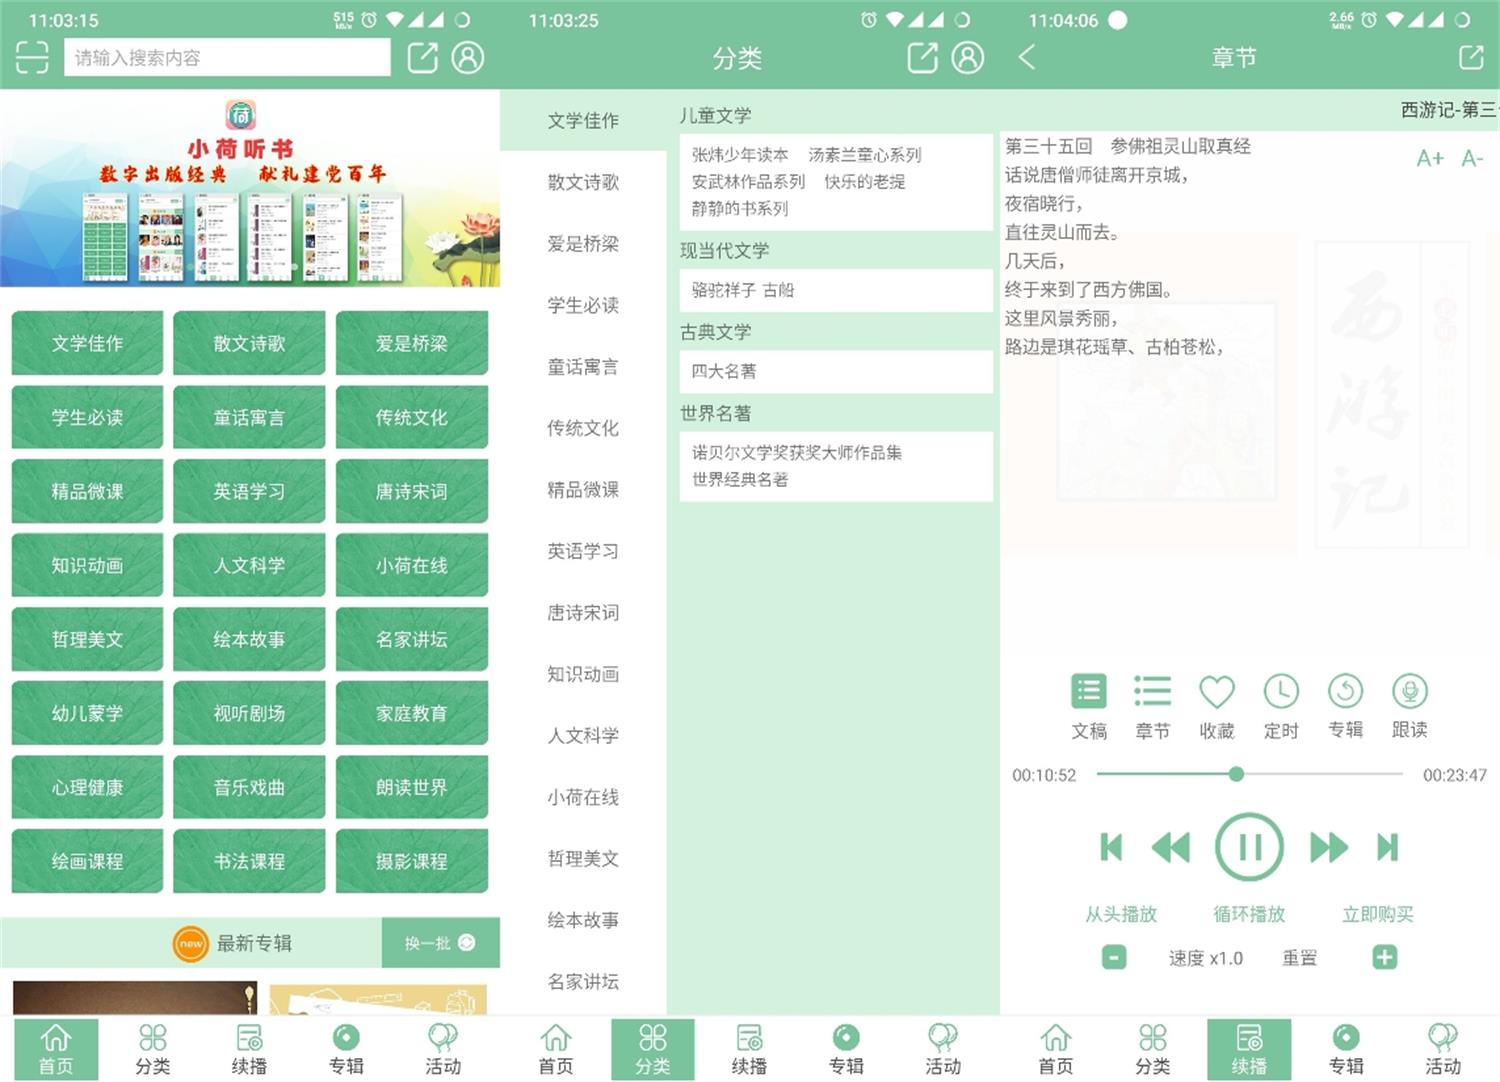 11:03:15
515
kB/s
请输入搜索内容
荷
小荷听书
数字出版经典 献礼建党百年
文学佳作 散文诗歌 爱是桥梁
学生必读 童话寓言 传统文化
精品微课 英语学习 唐诗宋词
知识动画 人文科学 小荷在线
哲理美文 绘本故事 名家讲坛
幼儿蒙学 视听剧场 家庭教育
心理健康 音乐戏曲 朗读世界
绘画课程 书法课程 摄影课程
new 最新专辑 换一批
首页 分类 续播 专辑 活动
11:03:25
分类
文学佳作
散文诗歌
爱是桥梁
学生必读
童话寓言
传统文化
精品微课
英语学习
唐诗宋词
知识动画
人文科学
小荷在线
哲理美文
绘本故事
名家讲坛
儿童文学
张炜少年读本 汤素兰童心系列
安武林作品系列 快乐的老提
静静的书系列
现当代文学
骆驼祥子 古船
古典文学
四大名著
世界名著
诺贝尔文学奖获奖大师作品集
世界经典名著
首页 分类 续播 专辑 活动
11:04:06
2.66
MB/s
章节
西游记-第三
第三十五回 参佛祖灵山取真经
A+ A-
话说唐僧师徒离开京城，
夜宿晓行，
直往灵山而去。
几天后，
终于来到了西方佛国。
这里风景秀丽，
路边是琪花瑶草、古柏苍松，
西游记
文稿 章节 收藏 定时 专辑 跟读
00:10:52 00:23:47
从头播放 循环播放 立即购买
- 速度 x1.0 重置 +
首页 分类 续播 专辑 活动